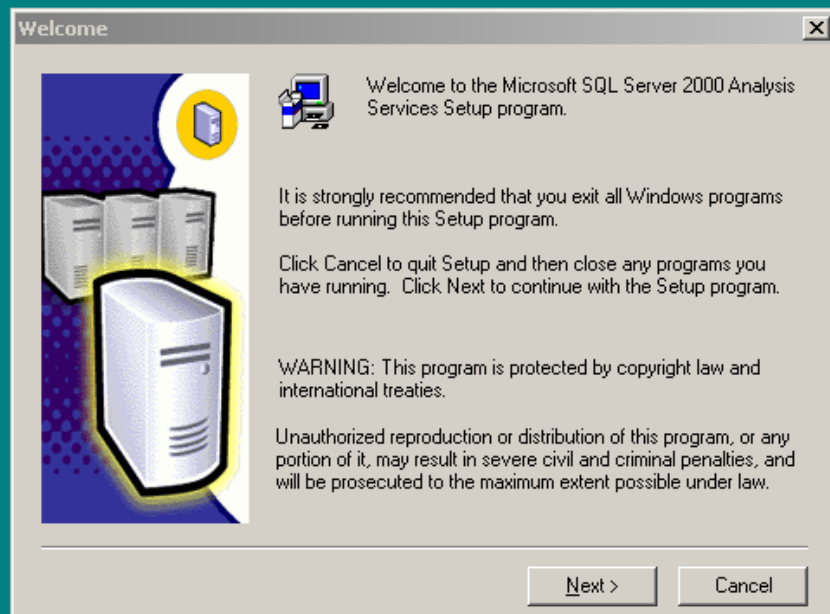 Welcome
Welcome to the Microsoft SQL Server 2000 Analysis
Services Setup program.
It is strongly recommended that you exit all Windows programs
before running this Setup program.
Click Cancel to quit Setup and then close any programs you
have running. Click Next to continue with the Setup program.
WARNING: This program is protected by copyright law and
international treaties.
Unauthorized reproduction or distribution of this program, or any
portion of it, may result in severe civil and criminal penalties, and
will be prosecuted to the maximum extent possible under law.
Next >
Cancel